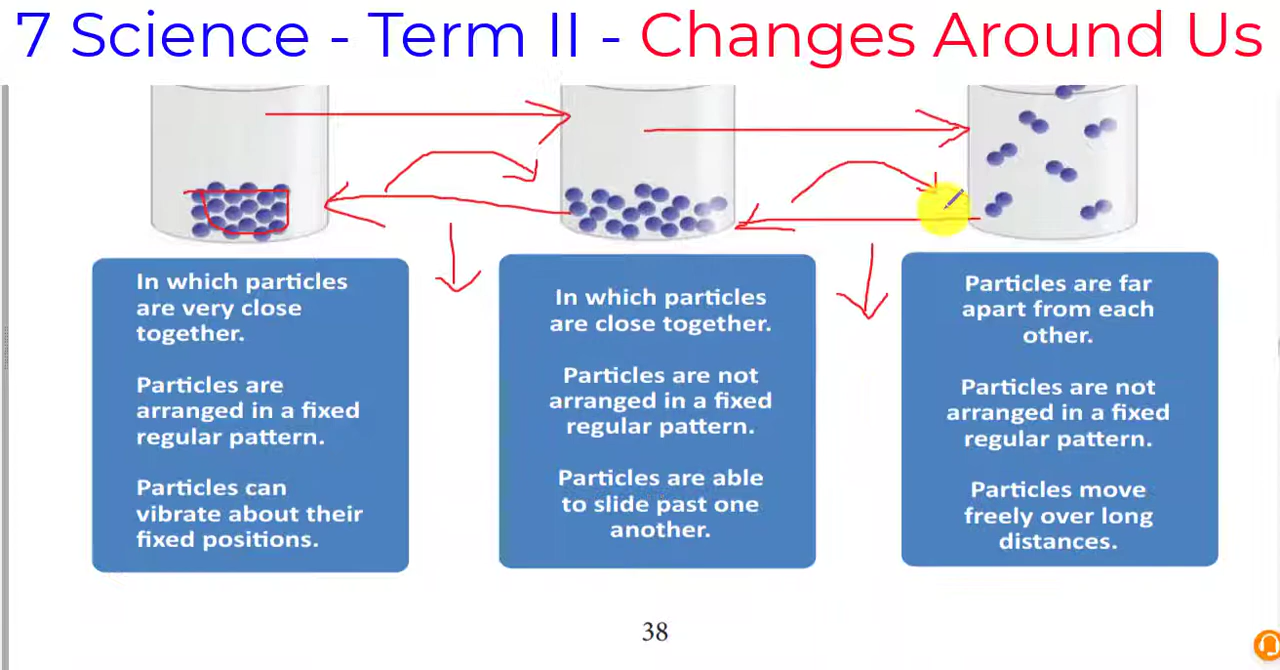 7 Science - Term II - Changes Around Us
In which particles
are very close
together.
Particles are
arranged in a fixed
regular pattern.
Particles can
vibrate about their
fixed positions.
In which particles
are close together.
Particles are not
arranged in a fixed
regular pattern.
Particles are able
to slide past one
another.
Particles are far
apart from each
other.
Particles are not
arranged in a fixed
regular pattern.
Particles move
freely over long
distances.
38